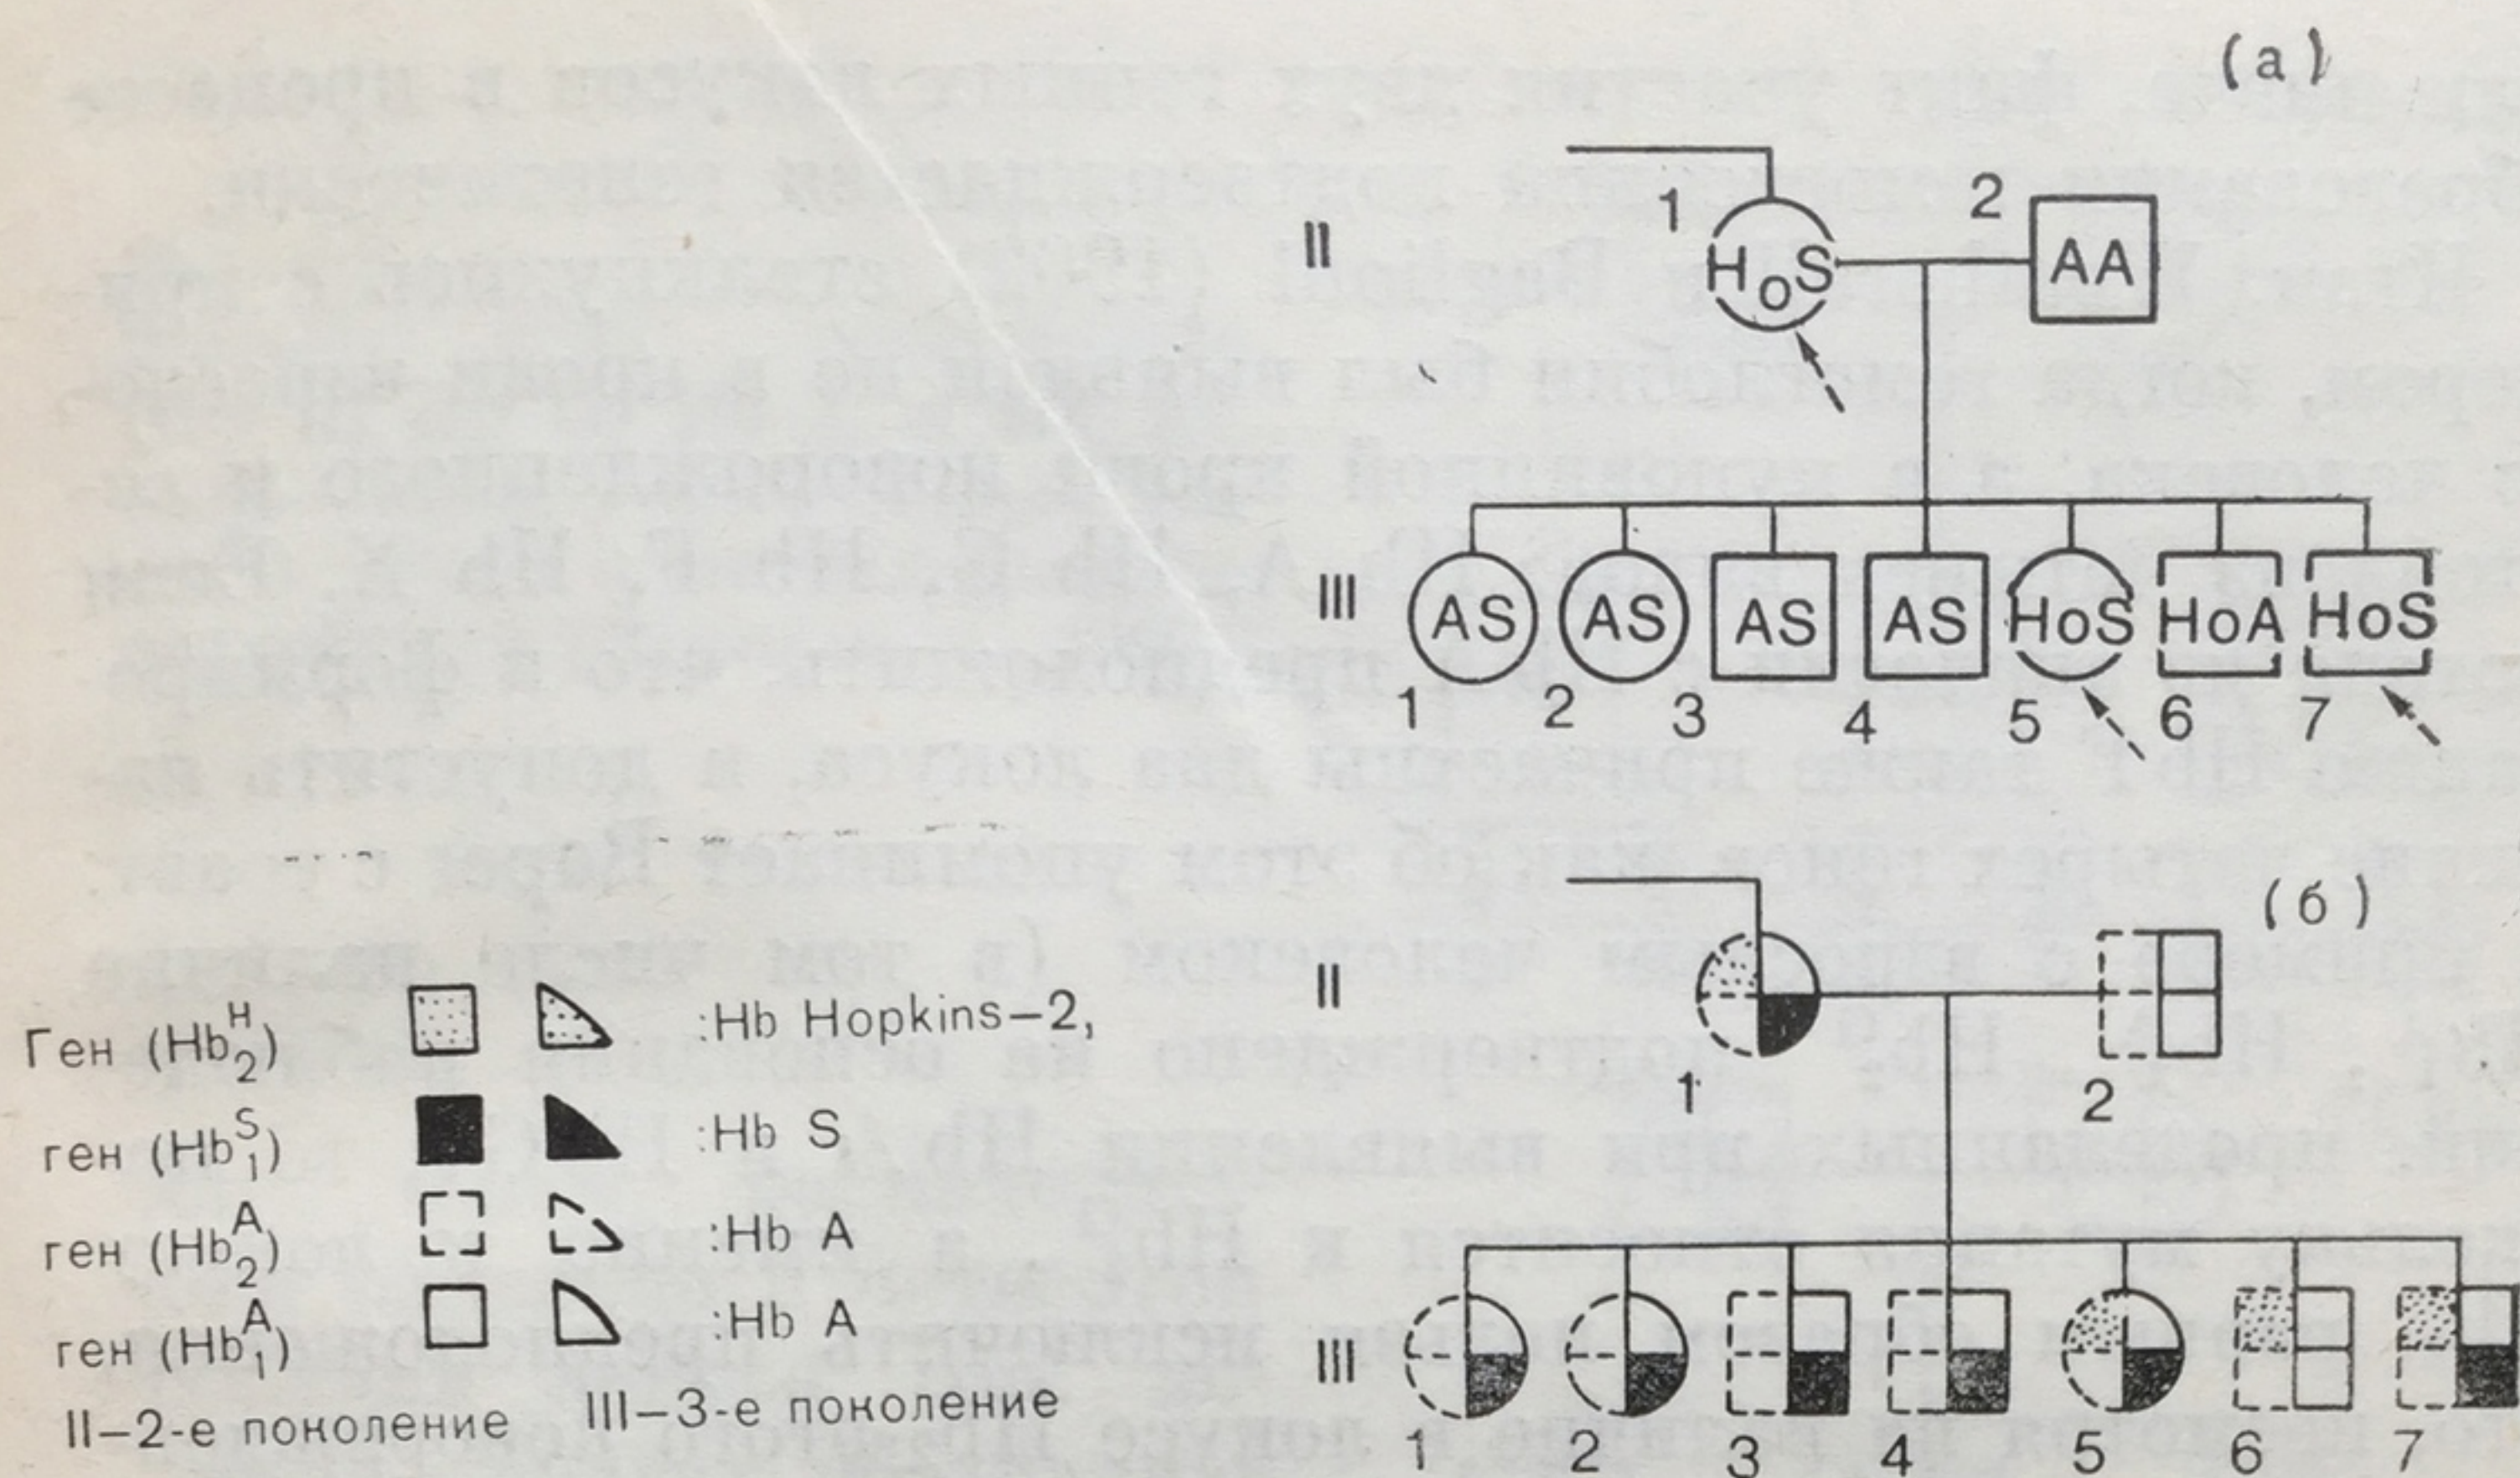 (а)
1
2
II
HoS
AA
III
AS
AS
AS
AS
HoS
HoA
HoS
1
2
3
4
5
6
7
(б)
II
1
2
Ген (Hb₂ᴴ) :Hb Hopkins–2,
ген (Hb₁ˢ) :Hb S
ген (Hb₂ᴬ) :Hb A
ген (Hb₁ᴬ) :Hb A
II–2-е поколение III–3-е поколение
III
1
2
3
4
5
6
7